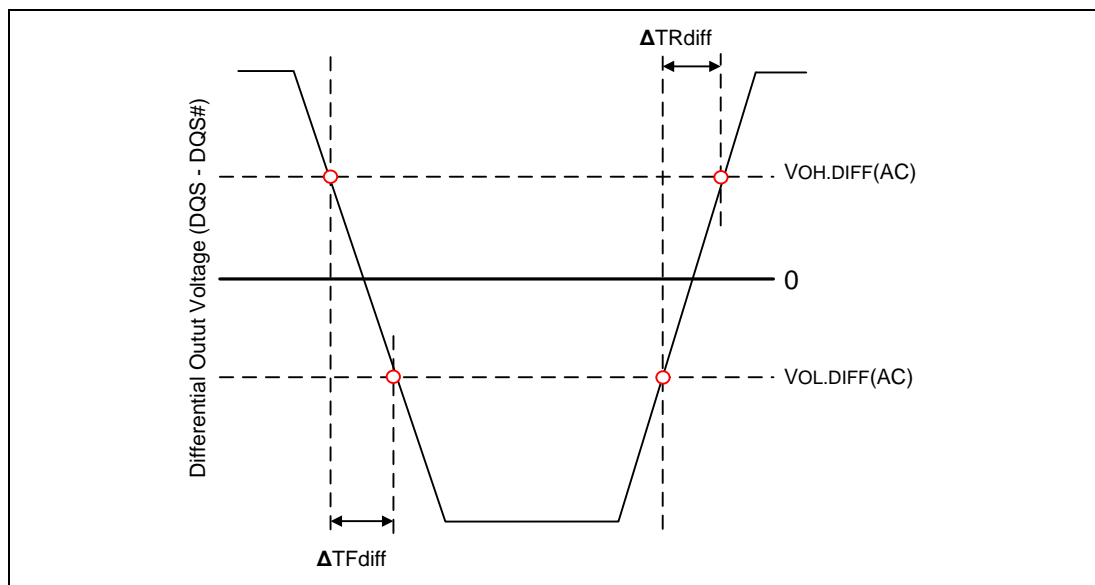 ΔTRdiff
Differential Outut Voltage (DQS - DQS#)
VOH.DIFF(AC)
0
VOL.DIFF(AC)
ΔTFdiff